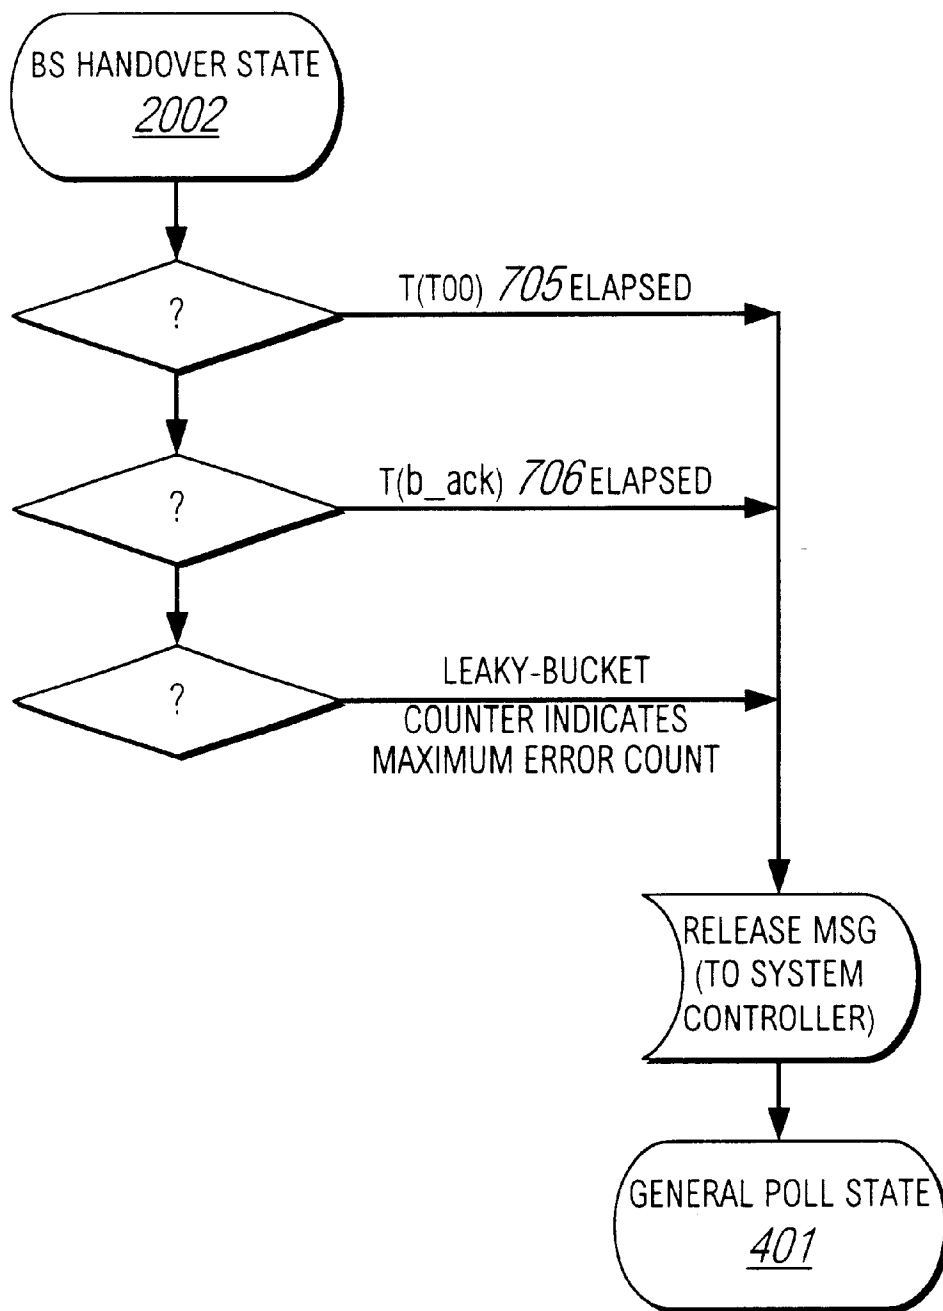 BS HANDOVER STATE
2002
?
T(T00) 705 ELAPSED
?
T(b_ack) 706 ELAPSED
?
LEAKY-BUCKET
COUNTER INDICATES
MAXIMUM ERROR COUNT
RELEASE MSG
(TO SYSTEM
CONTROLLER)
GENERAL POLL STATE
401